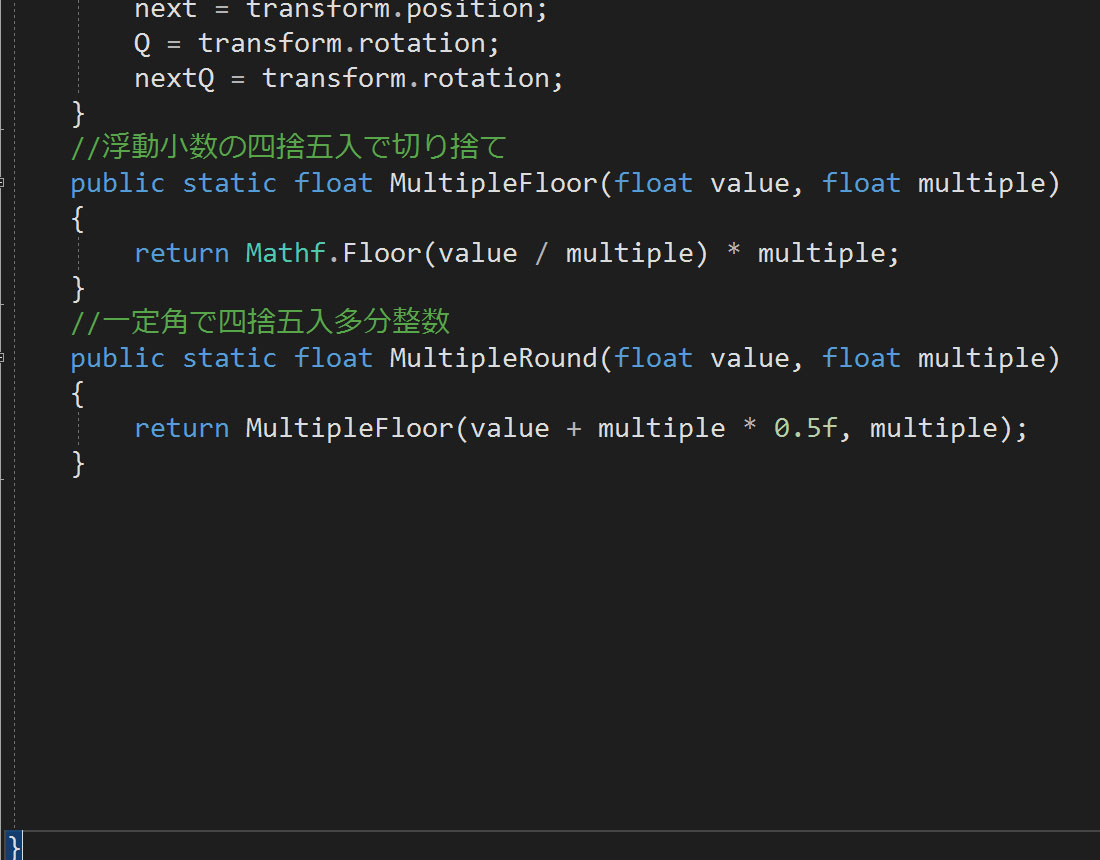 next = transform.position;
Q = transform.rotation;
nextQ = transform.rotation;
}
//浮動小数の四捨五入で切り捨て
public static float MultipleFloor(float value, float multiple)
{
return Mathf.Floor(value / multiple) * multiple;
}
//一定角で四捨五入多分整数
public static float MultipleRound(float value, float multiple)
{
return MultipleFloor(value + multiple * 0.5f, multiple);
}
}